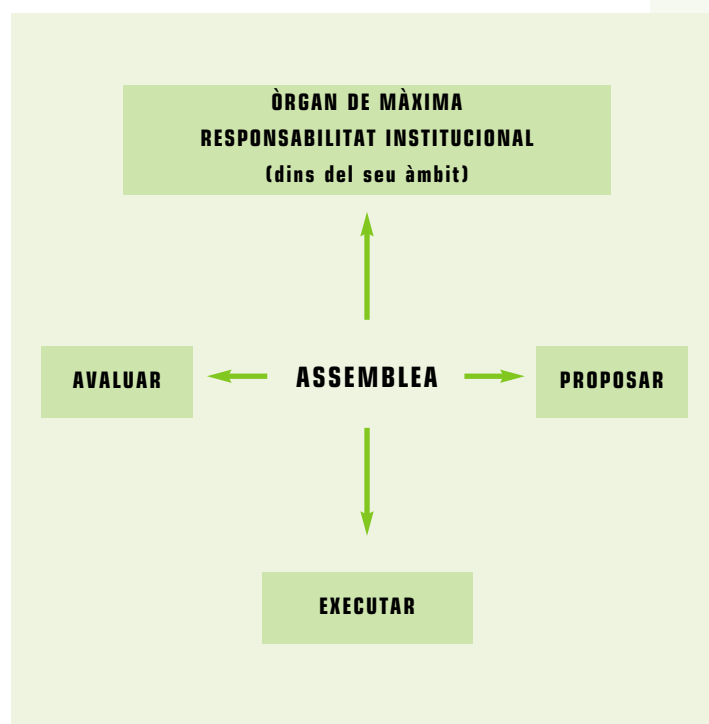 ÒRGAN DE MÀXIMA
RESPONSABILITAT INSTITUCIONAL
(dins del seu àmbit)
AVALUAR
ASSEMBLEA
PROPOSAR
EXECUTAR